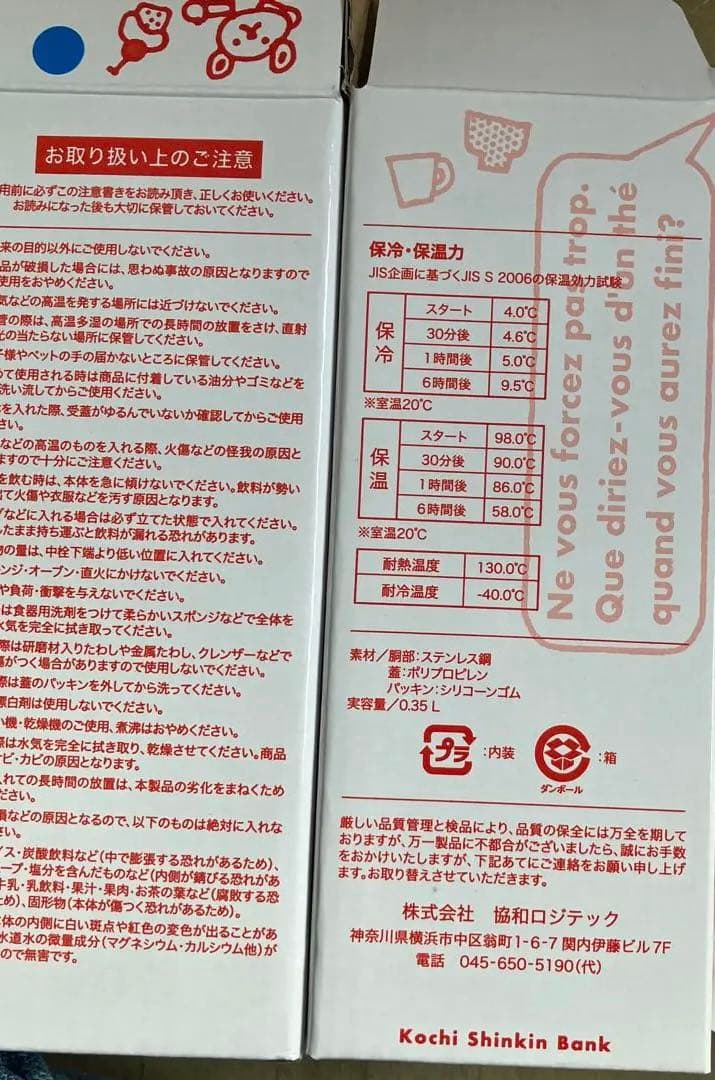 お取り扱い上のご注意
用前に必ずこの注意書きをお読み頂き、正しくお使いください。
お読みになった後も大切に保管しておいてください。
来の目的以外にご使用しないでください。
品が破損した場合には、思わぬ事故の原因となりますので
使用をおやめください。
気などの高温を発する場所には近づけないでください。
管の際は、高温多湿の場所での長時間の放置をさけ、直射
光の当たらない場所に保管してください。
子様やペットの手の届かないところに保管してください。
めて使用される時は商品に付着している油分やゴミなどを
洗い流してからご使用ください。
を入れた際、受蓋がゆるんでいないか確認してからご使用
さい。
などの高温のものを入れる際、火傷などの怪我の原因と
ますので十分にご注意ください。
を飲む時は、本体を急に傾けないでください。飲料が勢い
出て火傷や衣服などを汚す原因となります。
グなどに入れる場合は必ず立てた状態で入れてください。
したまま持ち運ぶと飲料が漏れる恐れがあります。
物の量は、中栓下端より低い位置に入れてください。
レンジ・オーブン・直火にかけないでください。
や負荷・衝撃を与えないでください。
は食器用洗剤をつけて柔らかいスポンジなどで全体を
水気を完全に拭き取ってください。
際は研磨材入りたわしや金属たわし、クレンザーなどで
傷がつく場合がありますので使用しないでください。
際は蓋のパッキンを外してから洗ってください。
漂白剤は使用しないでください。
い機・乾燥機のご使用、煮沸はおやめください。
際は水気を完全に拭き取り、乾燥させてください。商品
サビ・カビの原因となります。
入れての長時間の放置は、本製品の劣化をまねくため
ださい。
損などの原因となるので、以下のものは絶対に入れな
さい。
イス・炭酸飲料など(中で膨張する恐れがあるため)、
ープ・塩分を含んだものなど(内側が錆びる恐れがあ
牛乳・乳飲料・果汁・果肉・お茶の葉など(腐敗する恐
ため)、固形物(本体が傷つく恐れがあるため)。
本体の内側に白い斑点や紅色の変色が出ることがあ
水道水の微量成分(マグネシウム・カルシウム他)が
ので無害です。
保冷・保温力
JIS企画に基づくJIS S 2006の保温効力試験
保冷
スタート 4.0℃
30分後 4.6℃
1時間後 5.0℃
6時間後 9.5℃
※室温20℃
保温
スタート 98.0℃
30分後 90.0℃
1時間後 86.0℃
6時間後 58.0℃
※室温20℃
耐熱温度 130.0℃
耐冷温度 -40.0℃
Ne vous forcez pas trop.
Que diriez-vous d'un thé
quand vous aurez fini?
素材/胴部:ステンレス鋼
蓋:ポリプロピレン
パッキン:シリコーンゴム
実容量/0.35 L
プラ :内装
ダンボール :箱
厳しい品質管理と検品により、品質の保全には万全を期して
おりますが、万一製品に不都合がございましたら、誠にお手数
をおかけいたしますが、下記あてにご連絡をお願い申し上げ
ます。お取り替えさせていただきます。
株式会社 協和ロジテック
神奈川県横浜市中区翁町1-6-7 関内伊藤ビル7F
電話 045-650-5190(代)
Kochi Shinkin Bank